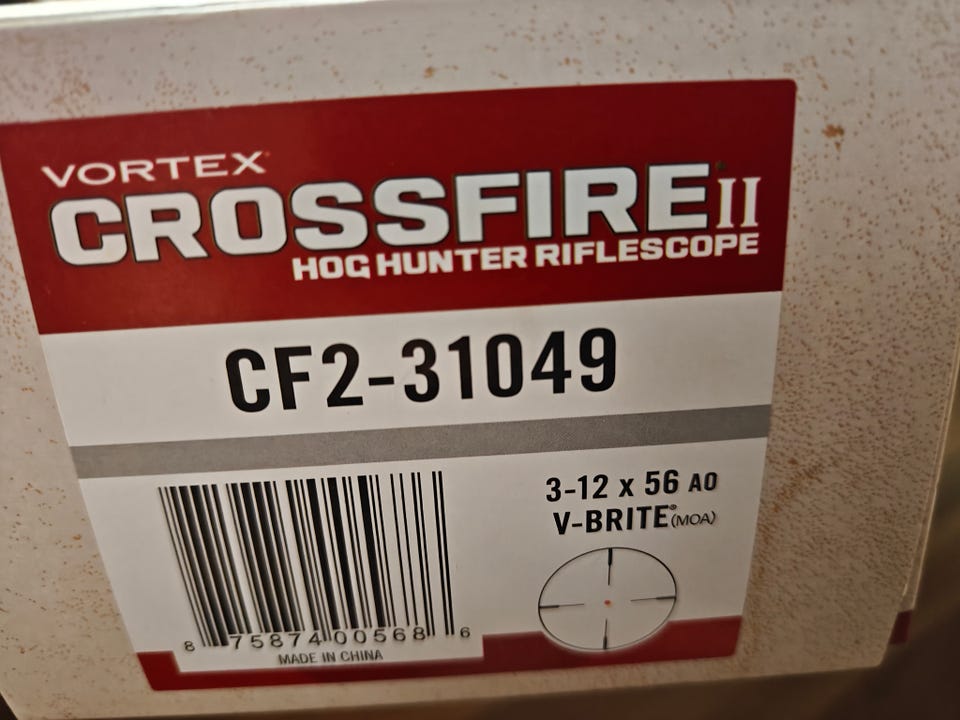 VORTEX
CROSSFIRE II
HOG HUNTER RIFLESCOPE
CF2-31049
3-12 x 56 AO
V-BRITE® (MOA)
8 75874 00568 6
MADE IN CHINA